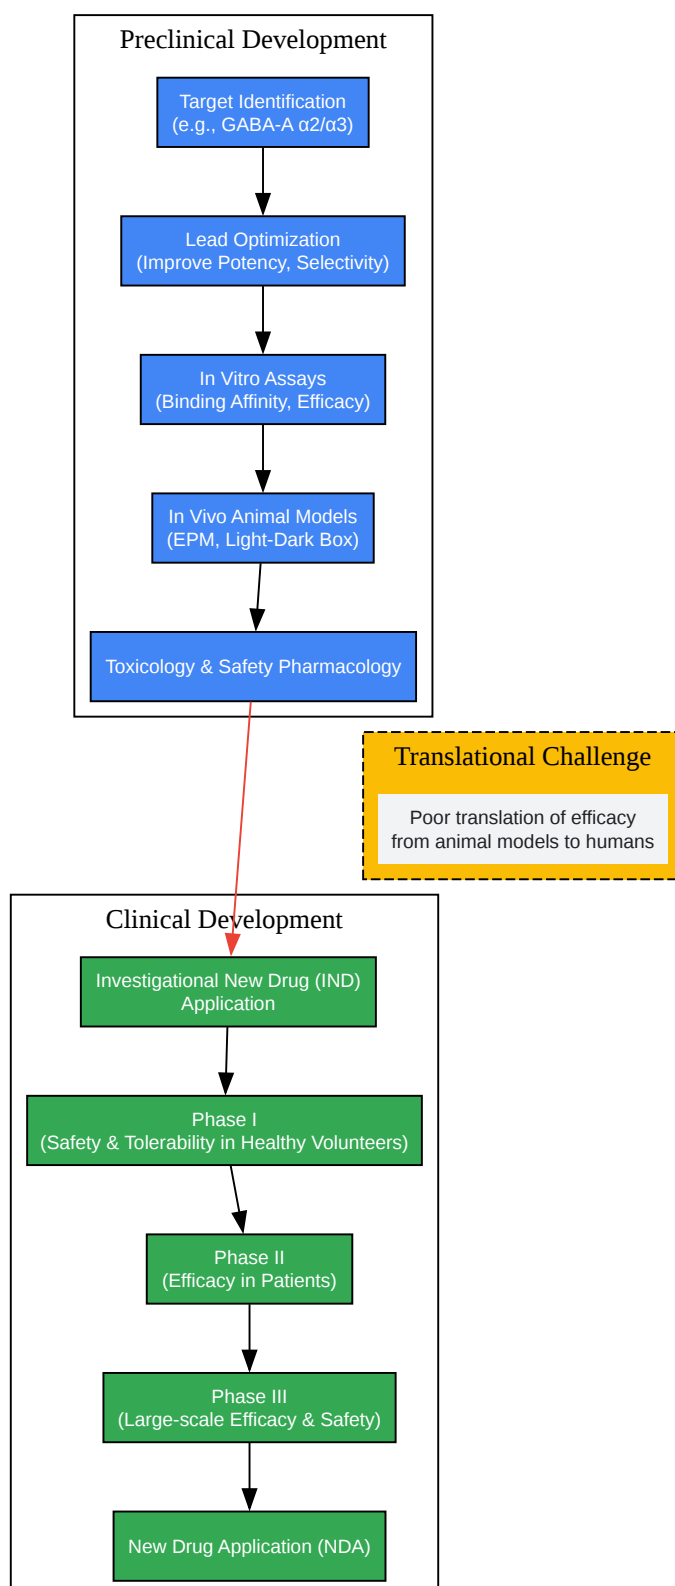 Preclinical Development
Target Identification
(e.g., GABA-A α2/α3)
Lead Optimization
(Improve Potency, Selectivity)
In Vitro Assays
(Binding Affinity, Efficacy)
In Vivo Animal Models
(EPM, Light-Dark Box)
Toxicology & Safety Pharmacology
Translational Challenge
Poor translation of efficacy
from animal models to humans
Clinical Development
Investigational New Drug (IND)
Application
Phase I
(Safety & Tolerability in Healthy Volunteers)
Phase II
(Efficacy in Patients)
Phase III
(Large-scale Efficacy & Safety)
New Drug Application (NDA)